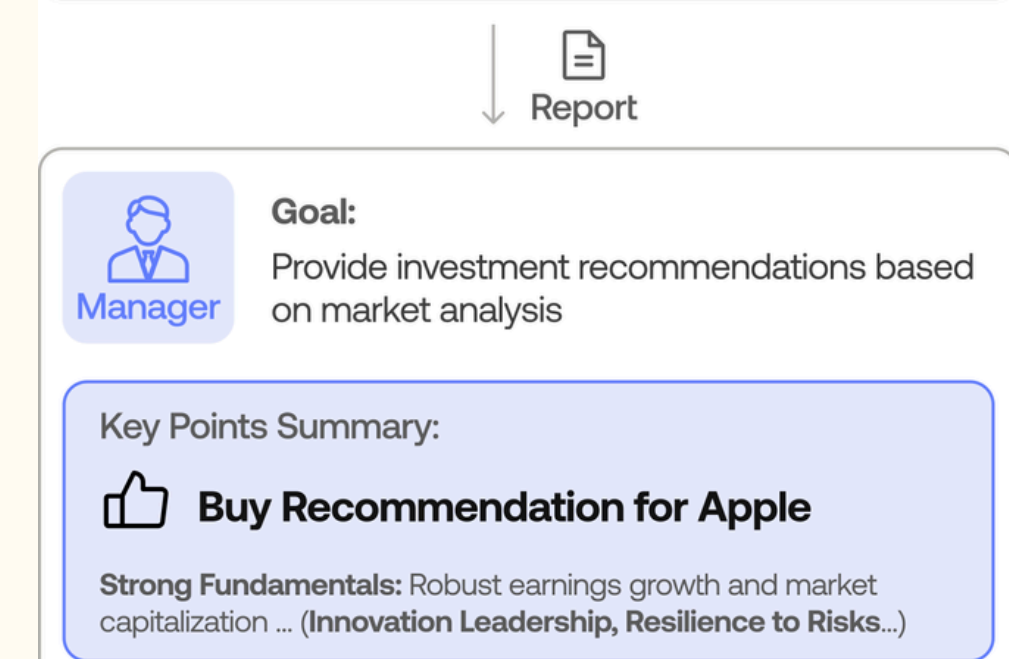 Report
Manager
Goal:
Provide investment recommendations based
on market analysis
Key Points Summary:
Buy Recommendation for Apple
Strong Fundamentals: Robust earnings growth and market
capitalization ... (Innovation Leadership, Resilience to Risks...)